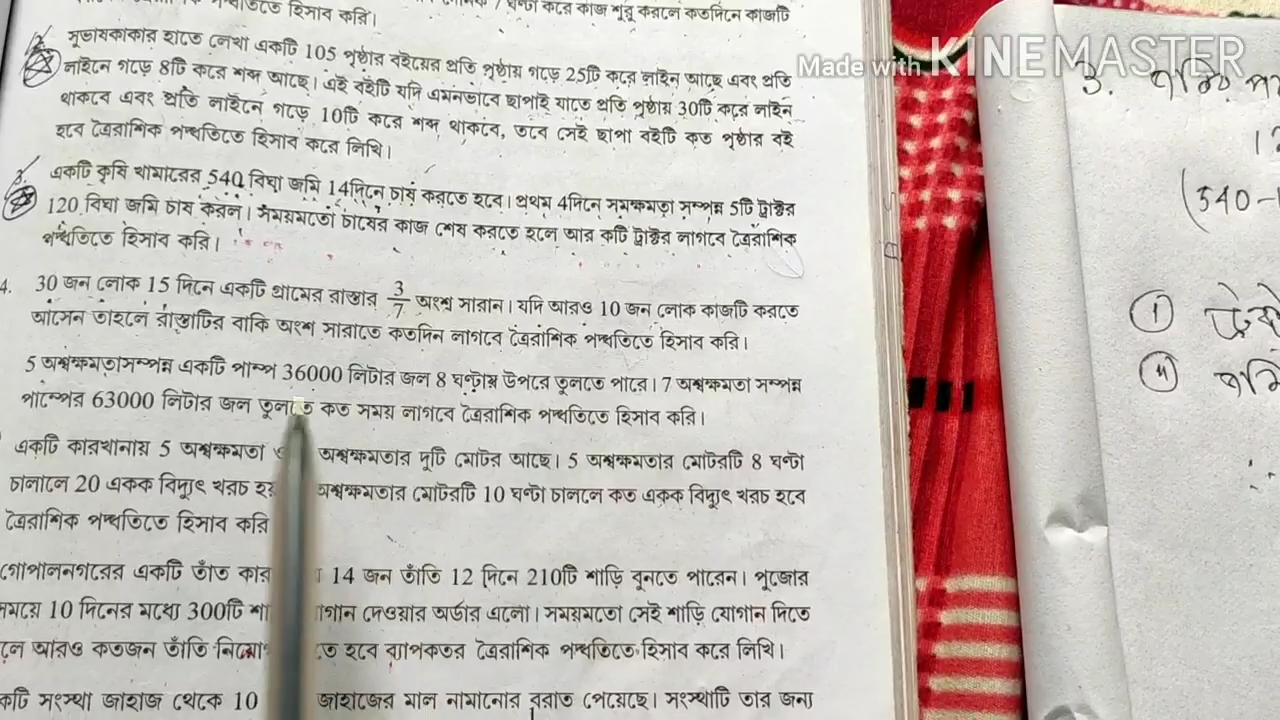 ঘণ্টা করে কাজ শুরু করলে কতদিনে কাজটি
হিসাব করি।
Made with KINEMASTER
সুভাষকাকার হাতে লেখা একটি 105 পৃষ্ঠার বইয়ের প্রতি পৃষ্ঠায় গড়ে 25টি করে লাইন আছে এবং প্রতি
লাইনে গড়ে 8টি করে শব্দ আছে। এই বইটি যদি এমনভাবে ছাপাই যাতে প্রতি পৃষ্ঠায় 30টি করে লাইন
থাকবে এবং প্রতি লাইনে গড়ে 10টি করে শব্দ থাকবে, তবে সেই ছাপা বইটি কত পৃষ্ঠার বই
হবে ত্রৈরাশিক পদ্ধতিতে হিসাব করে লিখি।
একটি কৃষি খামারের 540 বিঘা জমি 14দিনে চাষ করতে হবে। প্রথম 4দিনে সমক্ষমতা সম্পন্ন 5টি ট্রাক্টর
120 বিঘা জমি চাষ করল। সময়মতো চাষের কাজ শেষ করতে হলে আর কটি ট্রাক্টর লাগবে ত্রৈরাশিক
পদ্ধতিতে হিসাব করি।
4. 30 জন লোক 15 দিনে একটি গ্রামের রাস্তার 3/7 অংশ সারান। যদি আরও 10 জন লোক কাজটি করতে
আসেন তাহলে রাস্তাটির বাকি অংশ সারাতে কতদিন লাগবে ত্রৈরাশিক পদ্ধতিতে হিসাব করি।
5 অশ্বক্ষমতাসম্পন্ন একটি পাম্প 36000 লিটার জল 8 ঘণ্টায় উপরে তুলতে পারে। 7 অশ্বক্ষমতা সম্পন্ন
পাম্পের 63000 লিটার জল তুলতে কত সময় লাগবে ত্রৈরাশিক পদ্ধতিতে হিসাব করি।
একটি কারখানায় 5 অশ্বক্ষমতা অশ্বক্ষমতার দুটি মোটর আছে। 5 অশ্বক্ষমতার মোটরটি 8 ঘন্টা
চালালে 20 একক বিদ্যুৎ খরচ অশ্বক্ষমতার মোটরটি 10 ঘন্টা চালালে কত একক বিদ্যুৎ খরচ হবে
ত্রৈরাশিক পদ্ধতিতে হিসাব করি
গোপালনগরের একটি তাঁত 14 জন তাঁতি 12 দিনে 210টি শাড়ি বুনতে পারেন। পুজোর
সময়ে 10 দিনের মধ্যে 300টি যোগান দেওয়ার অর্ডার এলো। সময়মতো সেই শাড়ি যোগান দিতে
আরও কতজন তাঁতি হবে ব্যাপকতর ত্রৈরাশিক পদ্ধতিতে হিসাব করে লিখি।
সংস্থা জাহাজ থেকে 10 জাহাজের মাল নামানোর বরাত পেয়েছে। সংস্থাটি তার জন্য
3.
(540-